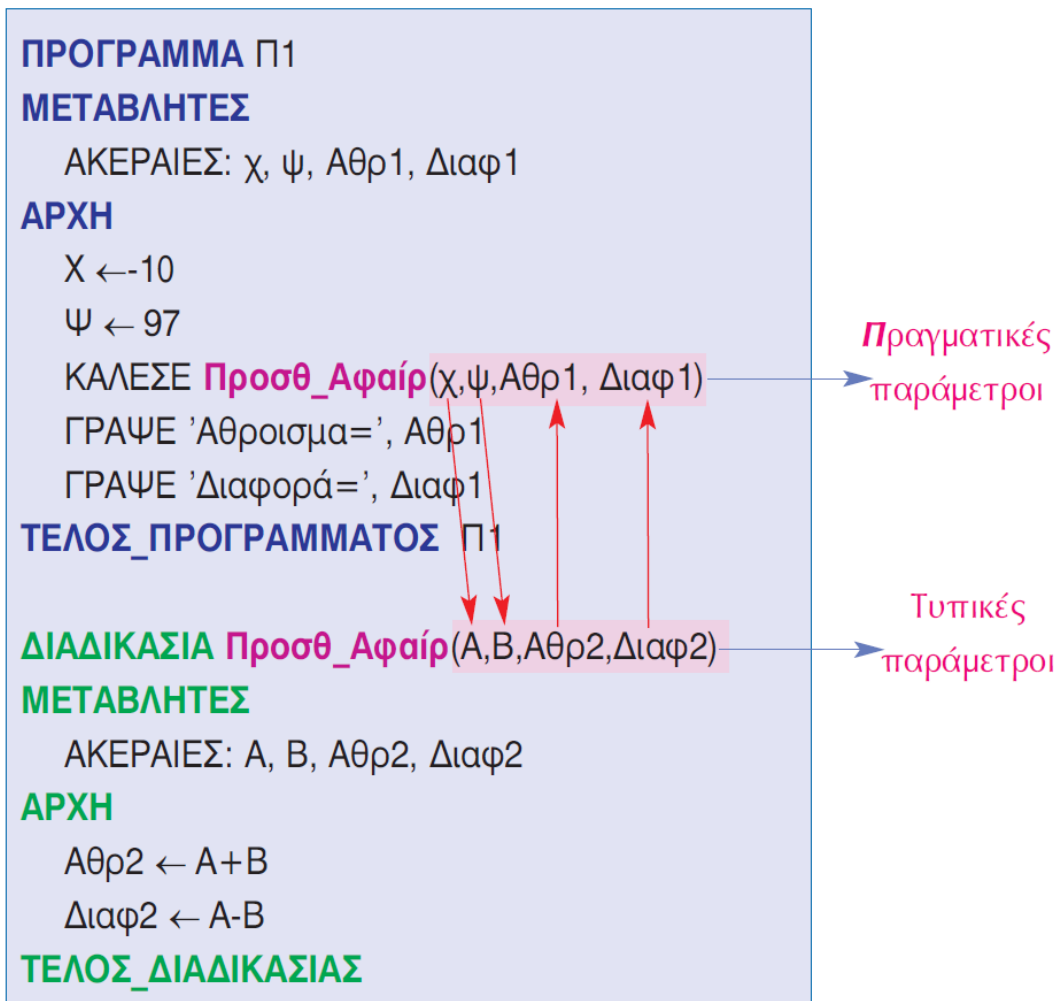 ΠΡΟΓΡΑΜΜΑ Π1
ΜΕΤΑΒΛΗΤΕΣ
ΑΚΕΡΑΙΕΣ: χ, ψ, Αθρ1, Διαφ1
ΑΡΧΗ
Χ ←-10
Ψ ← 97
ΚΑΛΕΣΕ Προσθ_Αφαίρ(χ,ψ,Αθρ1, Διαφ1)
ΓΡΑΨΕ 'Αθροισμα=', Αθρ1
ΓΡΑΨΕ 'Διαφορά=', Διαφ1
ΤΕΛΟΣ_ΠΡΟΓΡΑΜΜΑΤΟΣ Π1
Πραγματικές
παράμετροι
ΔΙΑΔΙΚΑΣΙΑ Προσθ_Αφαίρ(Α,Β,Αθρ2,Διαφ2)
ΜΕΤΑΒΛΗΤΕΣ
ΑΚΕΡΑΙΕΣ: Α, Β, Αθρ2, Διαφ2
ΑΡΧΗ
Αθρ2 ← Α+Β
Διαφ2 ← Α-Β
ΤΕΛΟΣ_ΔΙΑΔΙΚΑΣΙΑΣ
Τυπικές
παράμετροι